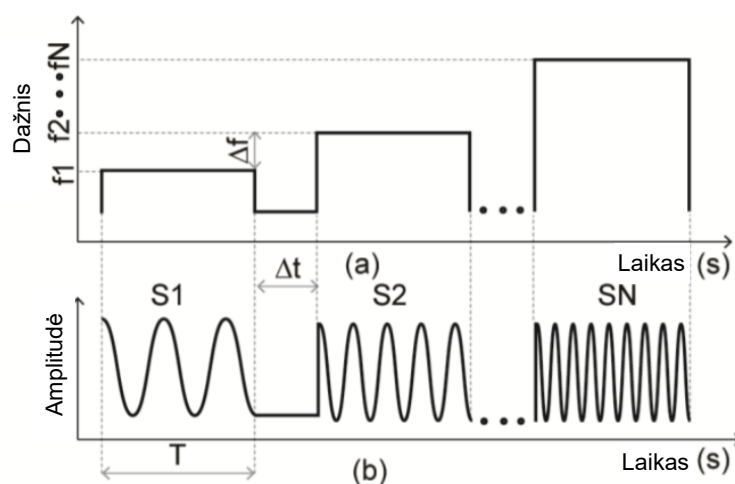 Dažnis
f1 f2•••fN
Δf
(a)
Laikas (s)
Δt
S1
S2
SN
Amplitudė
T
(b)
Laikas (s)